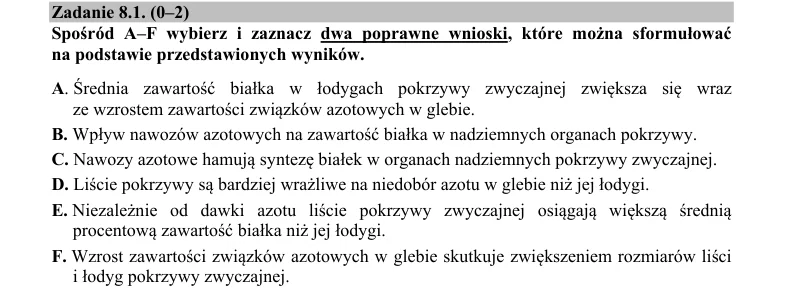 Zadanie 8.1. (0–2)
Spośród A–F wybierz i zaznacz dwa poprawne wnioski, które można sformułować
na podstawie przedstawionych wyników.
A. Średnia zawartość białka w łodygach pokrzywy zwyczajnej zwiększa się wraz
ze wzrostem zawartości związków azotowych w glebie.
B. Wpływ nawozów azotowych na zawartość białka w nadziemnych organach pokrzywy.
C. Nawozy azotowe hamują syntezę białek w organach nadziemnych pokrzywy zwyczajnej.
D. Liście pokrzywy są bardziej wrażliwe na niedobór azotu w glebie niż jej łodygi.
E. Niezależnie od dawki azotu liście pokrzywy zwyczajnej osiągają większą średnią
procentową zawartość białka niż jej łodygi.
F. Wzrost zawartości związków azotowych w glebie skutkuje zwiększeniem rozmiarów liści
i łodyg pokrzywy zwyczajnej.